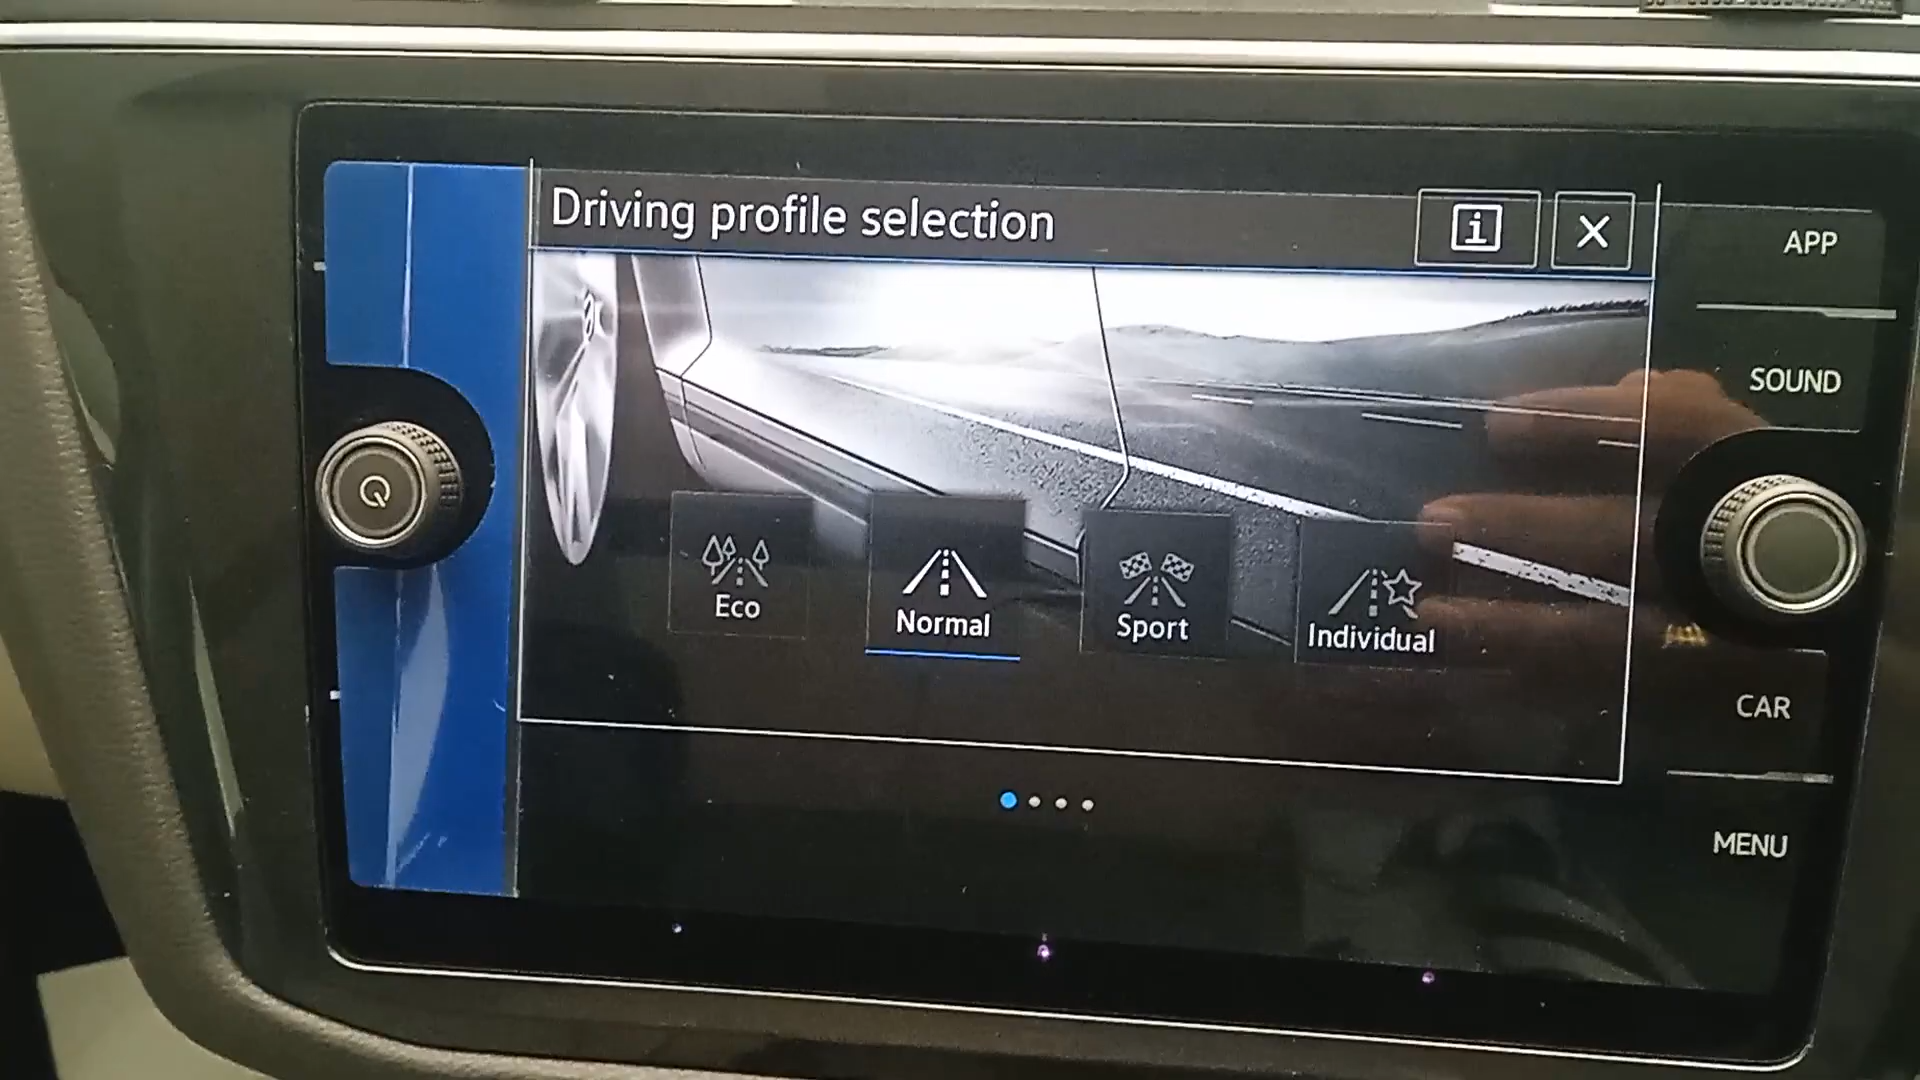 Driving profile selection
i
X
APP
SOUND
Eco
Normal
Sport
Individual
CAR
MENU